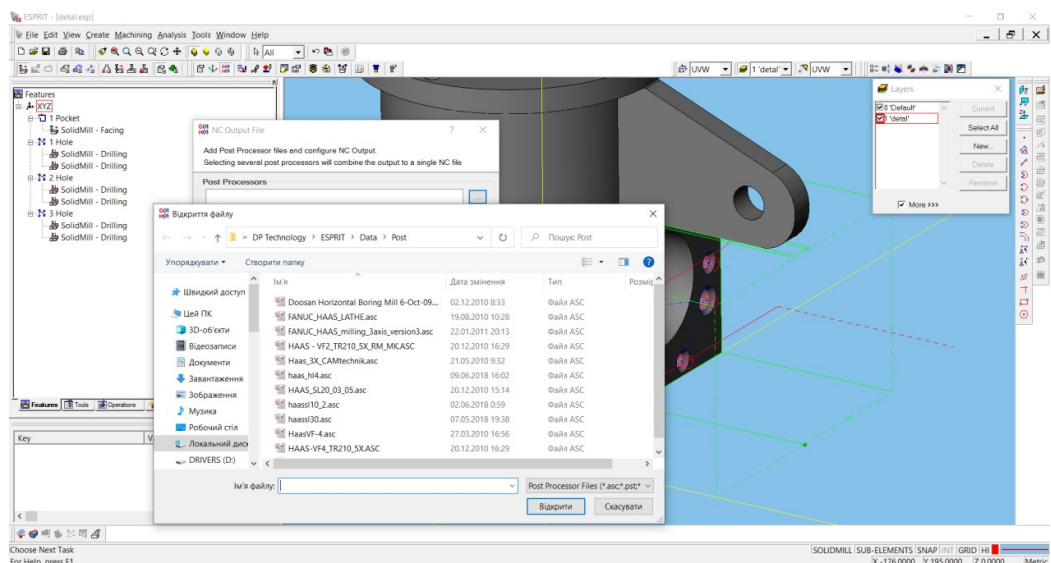 ESPRIT - [detal.esp]
File Edit View Create Machining Analysis Tools Window Help
All
UVW
1 'detal'
UVW
Features
XYZ
1 Pocket
SolidMill - Facing
1 Hole
SolidMill - Drilling
SolidMill - Drilling
2 Hole
SolidMill - Drilling
SolidMill - Drilling
3 Hole
SolidMill - Drilling
SolidMill - Drilling
Features Tools Operations
Key
NC Output File
Add Post Processor files and configure NC Output.
Selecting several post processors will combine the output to a single NC file
Post Processors
...
Layers
0 'Default'
1 'detal'
Current
Select All
New...
Delete
Rename
More >>>
Відкриття файлу
« DP Technology > ESPRIT > Data > Post
Пошук: Post
Упорядкувати Створити папку
Швидкий доступ
Цей ПК
3D-об'єкти
Відеозаписи
Документи
Завантаження
Зображення
Музика
Робочий стіл
Локальний диск
DRIVERS (D:)
Ім'я Дата змінення Тип Розмір
Doosan Horizontal Boring Mill 6-Oct-09... 02.12.2010 8:33 Файл ASC
FANUC_HAAS_LATHE.asc 19.08.2010 10:28 Файл ASC
FANUC_HAAS_milling_3axis_version3.asc 22.01.2011 20:13 Файл ASC
HAAS - VF2_TR210_5X_RM_MK.ASC 20.12.2010 16:29 Файл ASC
Haas_3X_CAMtechnik.asc 21.05.2010 9:32 Файл ASC
haas_hl4.asc 09.06.2018 16:02 Файл ASC
HAAS_SL20_03_05.asc 20.12.2010 15:14 Файл ASC
haassl10_2.asc 02.06.2018 0:59 Файл ASC
haassl30.asc 07.05.2018 19:38 Файл ASC
HaasVF-4.asc 27.03.2010 16:56 Файл ASC
HAAS-VF4_TR210_5X.ASC 20.12.2010 16:29 Файл ASC
Ім'я файлу:
Post Processor Files (*.asc;*.pst;*
Відкрити Скасувати
Choose Next Task
SOLIDMILL SUB-ELEMENTS SNAP INT GRID HI
For Help, press F1
X -176.0000 Y 195.0000 Z 0.0000 Metric